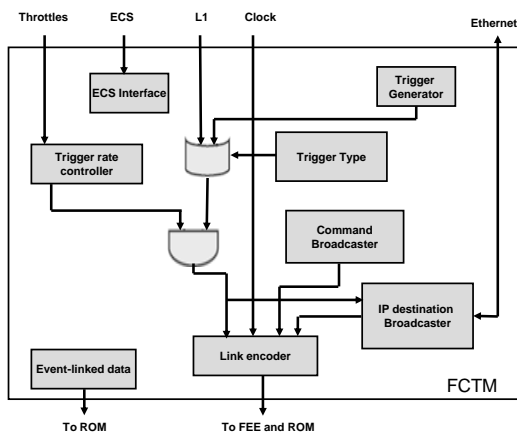 Throttles
ECS
L1
Clock
Ethernet
ECS Interface
Trigger
Generator
Trigger rate
controller
Trigger Type
Command
Broadcaster
IP destination
Broadcaster
Link encoder
Event-linked data
FCTM
To ROM
To FEE and ROM